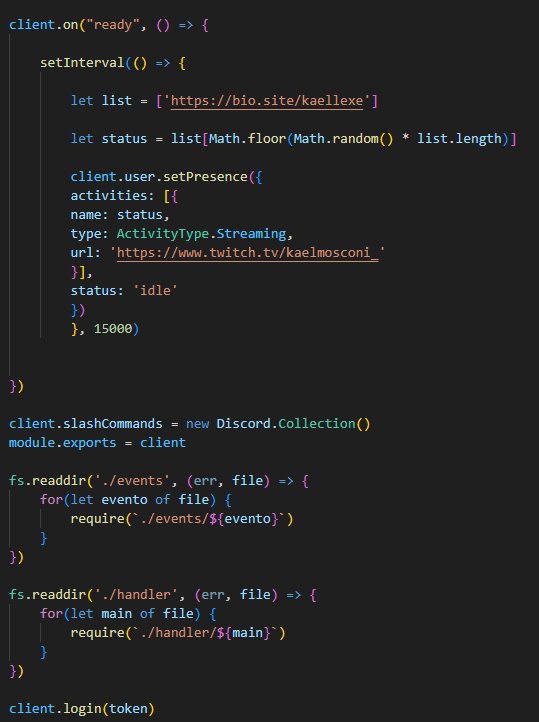 client.on("ready", () => {
setInterval(() => {
let list = ['https://bio.site/kaellexe']
let status = list[Math.floor(Math.random() * list.length)]
client.user.setPresence({
activities: [{
name: status,
type: ActivityType.Streaming,
url: 'https://www.twitch.tv/kaelmosconi_'
}],
status: 'idle'
})
}, 15000)
})
client.slashCommands = new Discord.Collection()
module.exports = client
fs.readdir('./events', (err, file) => {
for(let evento of file) {
require(`./events/${evento}`)
}
})
fs.readdir('./handler', (err, file) => {
for(let main of file) {
require(`./handler/${main}`)
}
})
client.login(token)